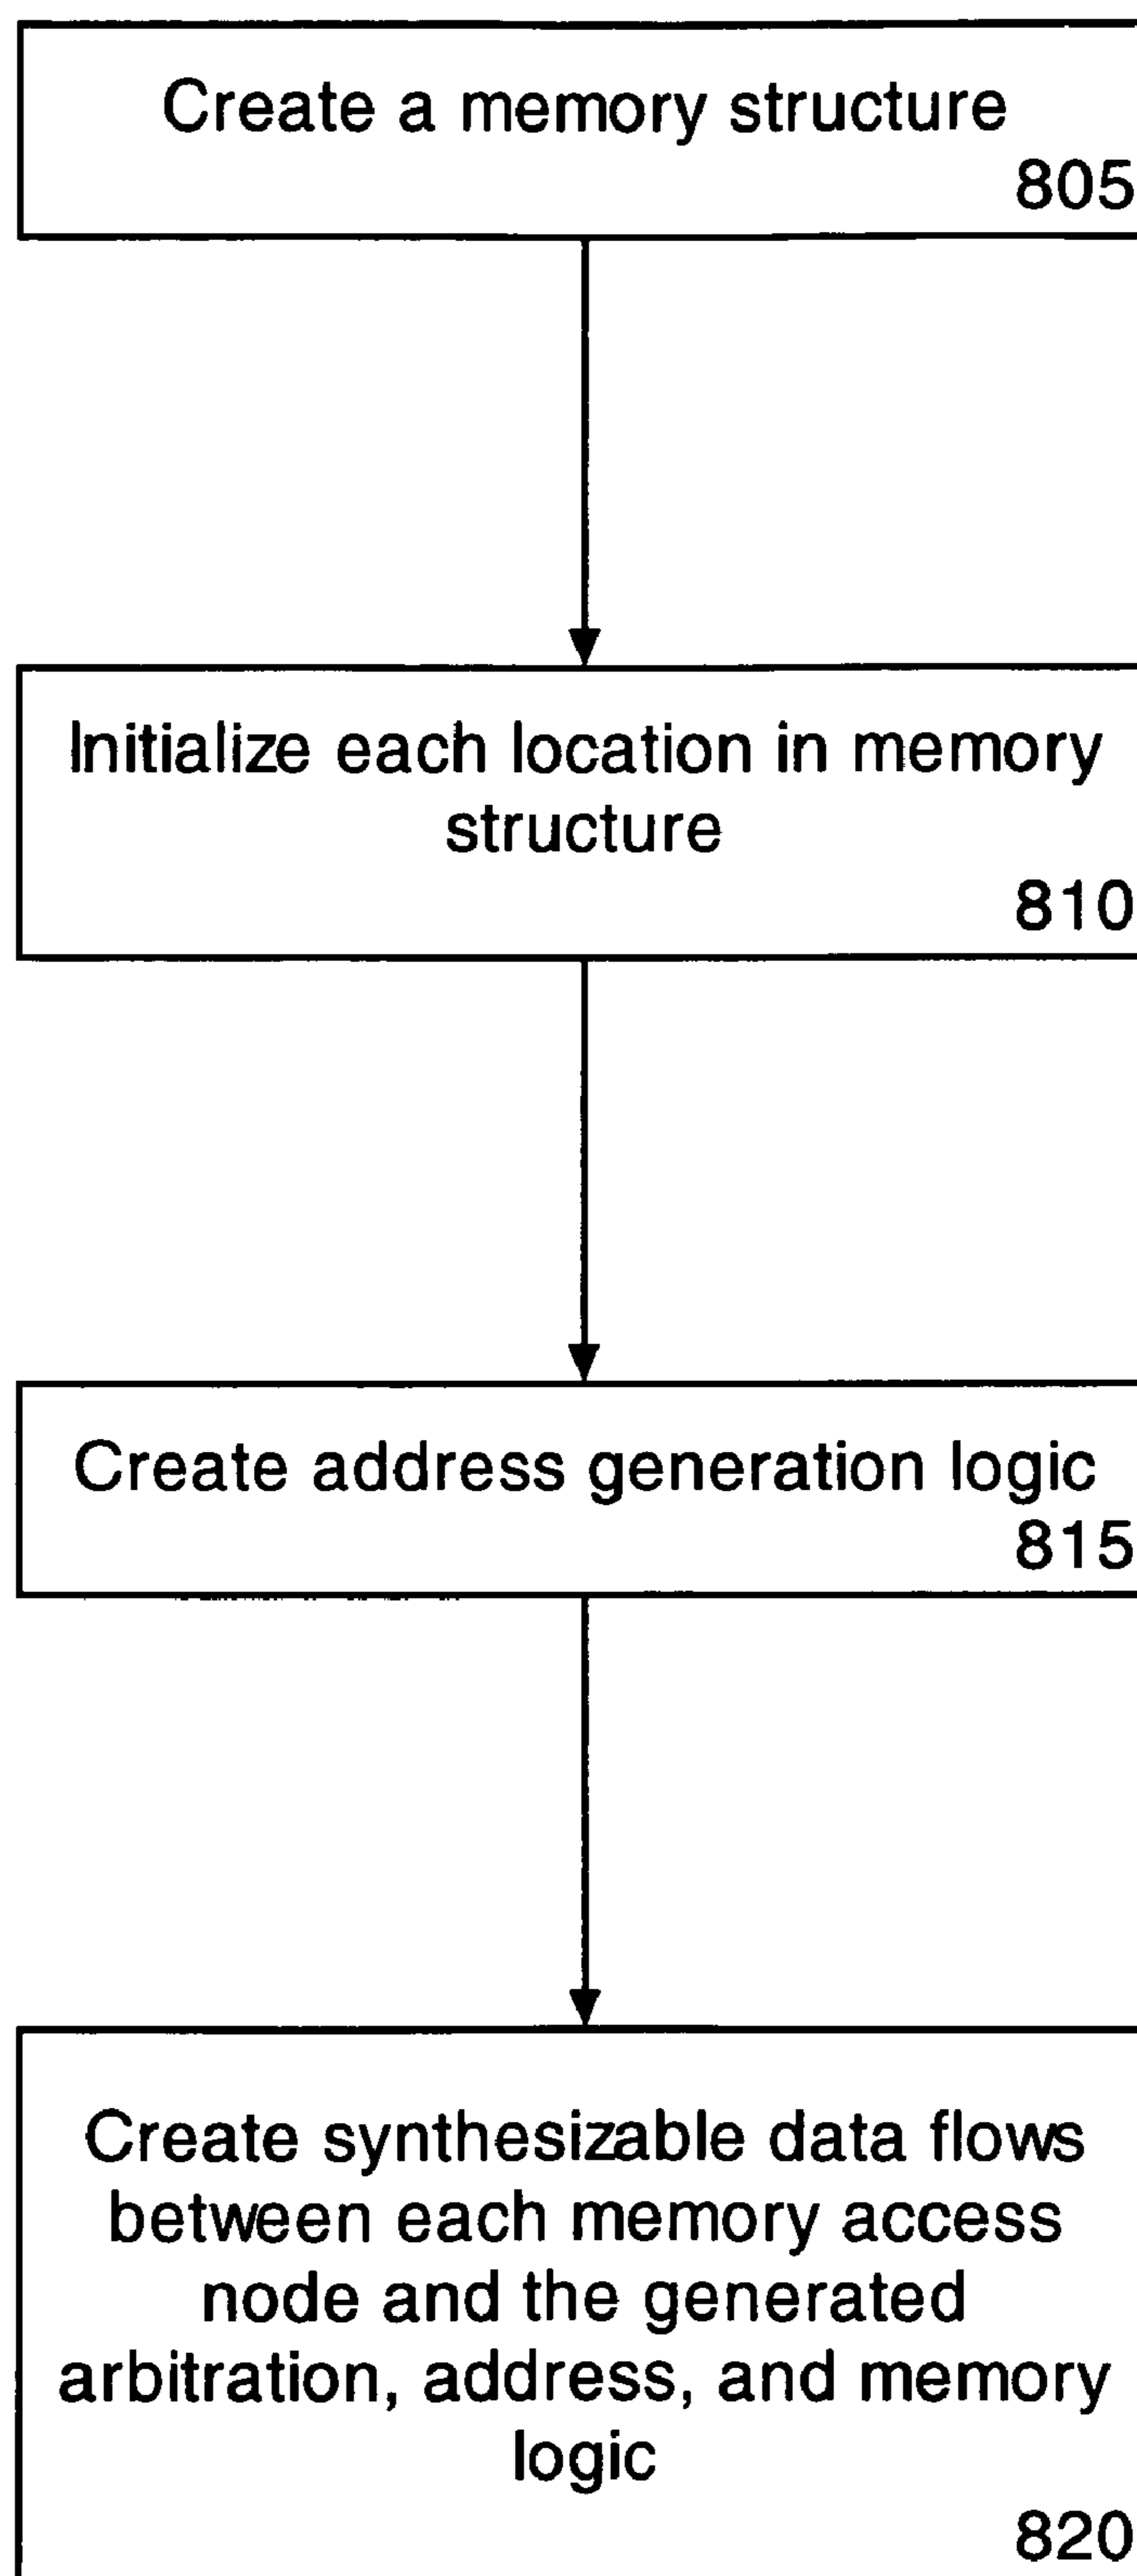 Create a memory structure
805
Initialize each location in memory
structure
810
Create address generation logic
815
Create synthesizable data flows
between each memory access
node and the generated
arbitration, address, and memory
logic
820